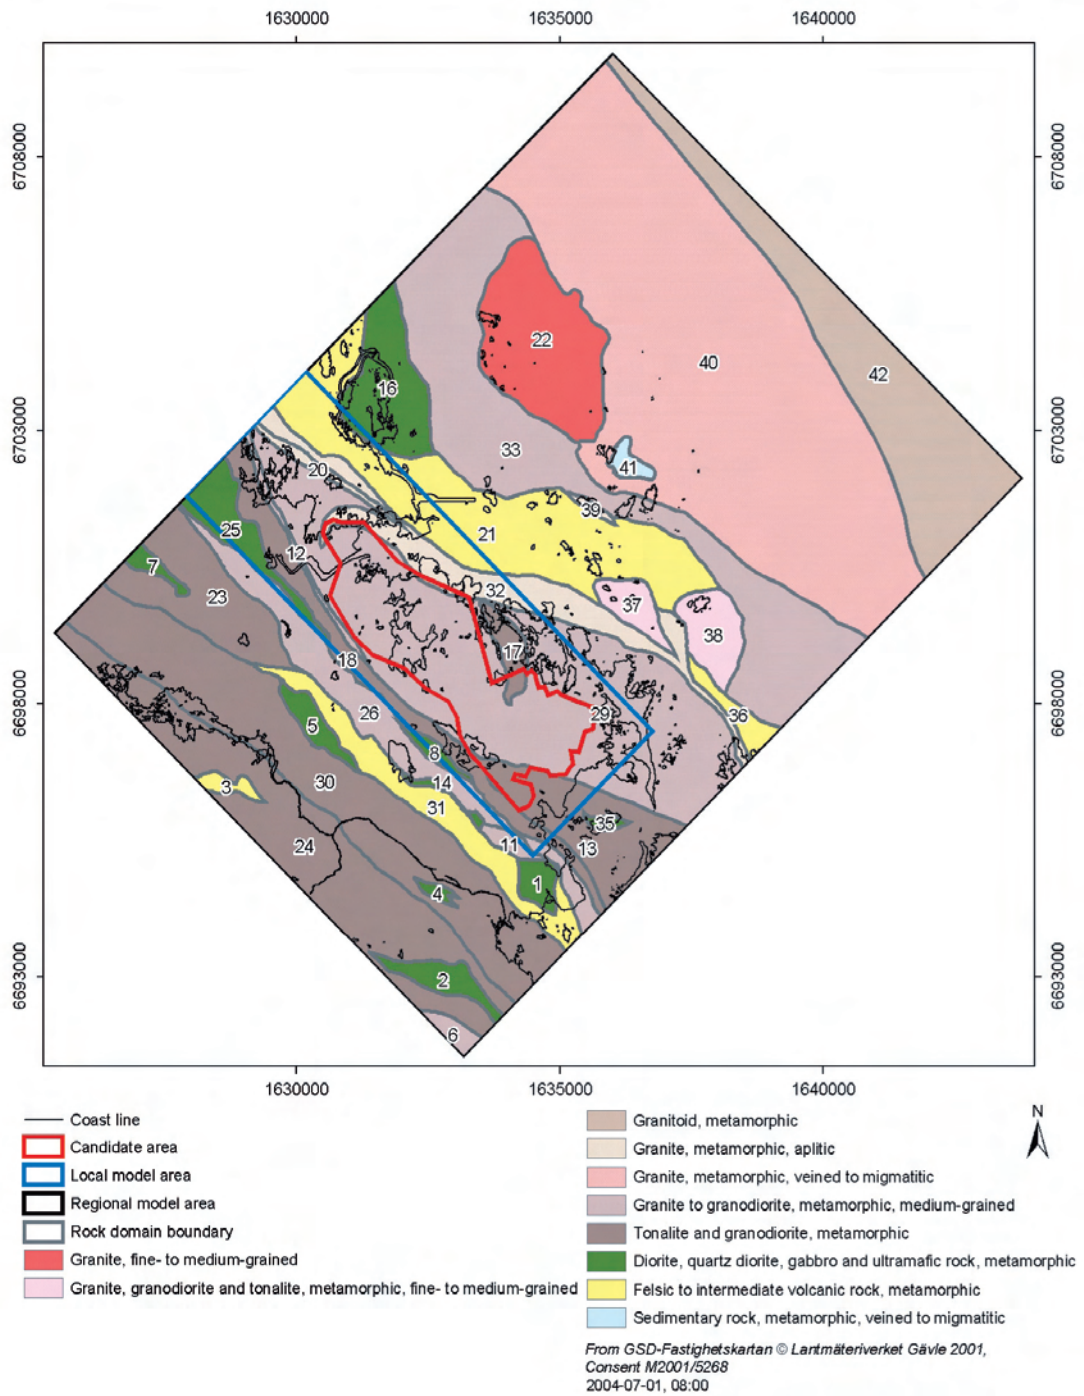 1630000 1635000 1640000
6708000 6708000
22
40
42
16
6703000 6703000
33
20
41
39
25
21
12
7
32
23
37
38
17
18
6698000 6698000
29
36
26
5
8
14
3
30
31
35
24
11
13
1
4
6693000 6693000
2
6
1630000 1635000 1640000
Coast line
Candidate area
Local model area
Regional model area
Rock domain boundary
Granite, fine- to medium-grained
Granite, granodiorite and tonalite, metamorphic, fine- to medium-grained
Granitoid, metamorphic
Granite, metamorphic, aplitic
Granite, metamorphic, veined to migmatitic
Granite to granodiorite, metamorphic, medium-grained
Tonalite and granodiorite, metamorphic
Diorite, quartz diorite, gabbro and ultramafic rock, metamorphic
Felsic to intermediate volcanic rock, metamorphic
Sedimentary rock, metamorphic, veined to migmatitic
N
From GSD-Fastighetskartan © Lantmäteriverket Gävle 2001,
Consent M2001/5268
2004-07-01, 08:00